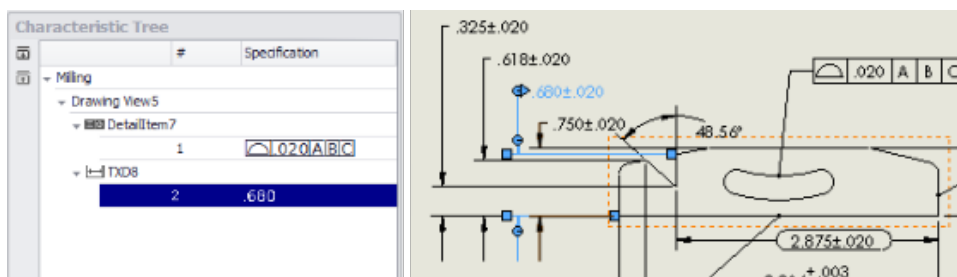 Characteristic Tree
# Specification
Milling
Drawing View5
DetailItem7
1 ⌓ .020 A B C
TXD8
2 .680
.325±.020
.618±.020
.680±.020
.750±.020
48.56°
⌓ .020 A B C
2.875±.020
+.003